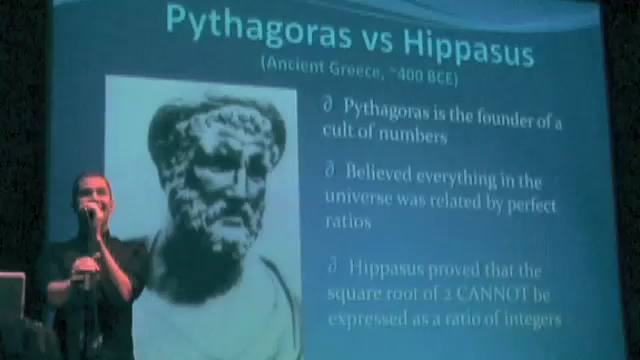 Pythagoras vs Hippasus
(Ancient Greece, ~400 BCE)
∂ Pythagoras is the founder of a
cult of numbers
∂ Believed everything in the
universe was related by perfect
ratios
∂ Hippasus proved that the
square root of 2 CANNOT be
expressed as a ratio of integers